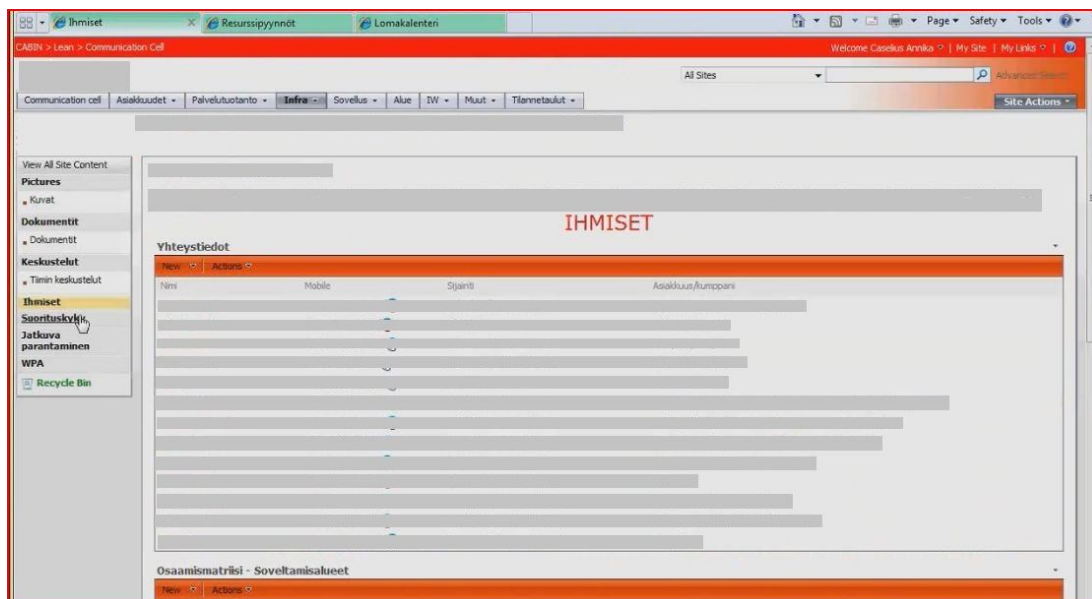 Ihmiset
Resurssipyynnöt
Lomakalenteri
Page Safety Tools
CABIN > Lean > Communication Cell
Welcome Caselius Annika | My Site | My Links |
All Sites
Advanced Search
Communication cell Asiakkuudet Palvelutuotanto Infra Sovellus Alue IW Muut Tilannetaulut
Site Actions
View All Site Content
Pictures
Kuvat
Dokumentit
Dokumentit
Keskustelut
Tiimin keskustelut
Ihmiset
Suorituskyky
Jatkuva
parantaminen
WPA
Recycle Bin
IHMISET
Yhteystiedot
New Actions
Nimi Mobile Sijainti Asiakkuus/kumppani
Osaamismatriisi - Soveltamisalueet
New Actions